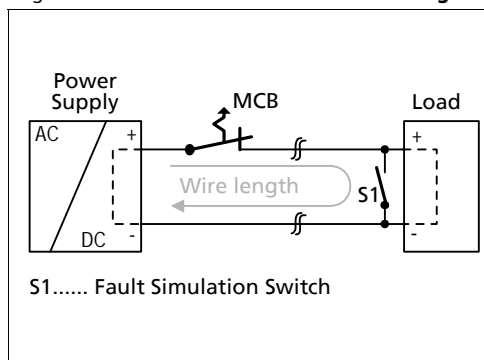 Power
Supply
MCB
Load
AC
+
+
Wire length
S1
DC
-
-
S1...... Fault Simulation Switch